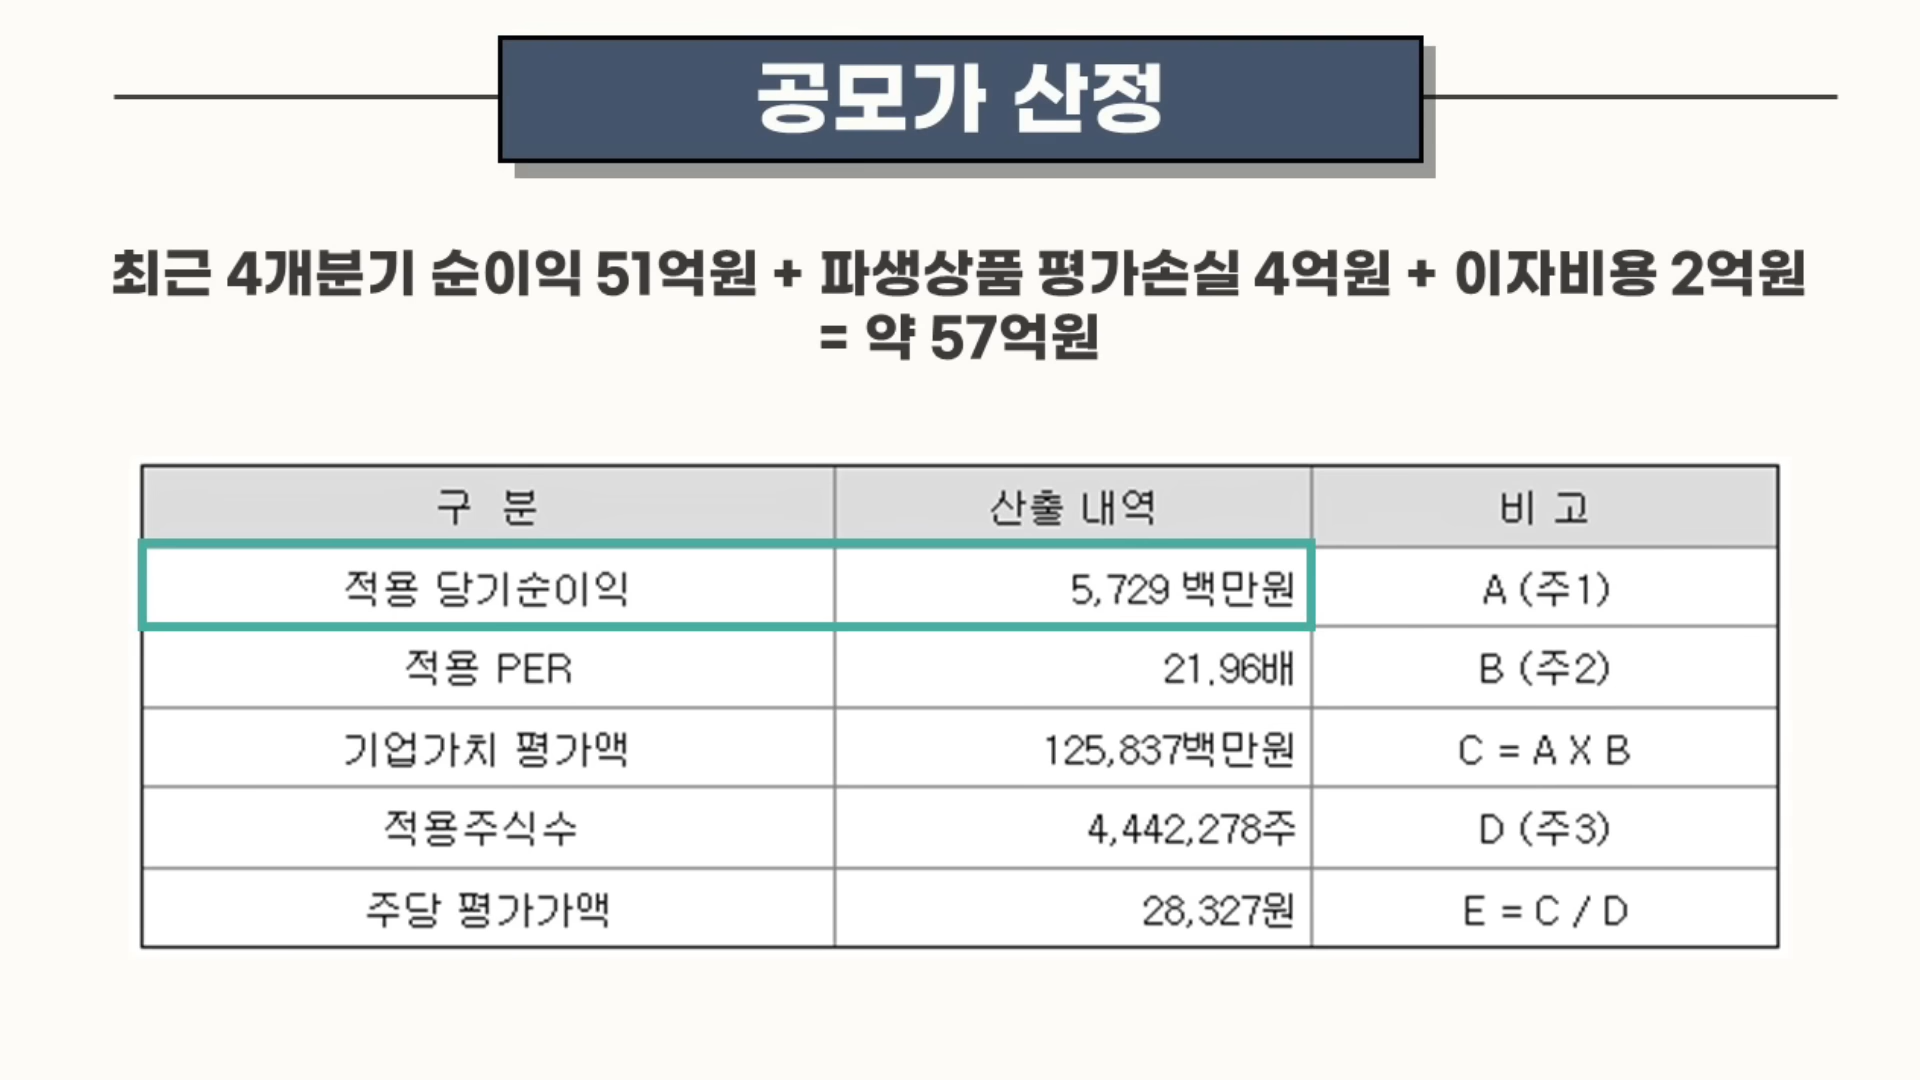 공모가 산정
최근 4개분기 순이익 51억원 + 파생상품 평가손실 4억원 + 이자비용 2억원
= 약 57억원
구 분 산출 내역 비 고
적용 당기순이익 5,729 백만원 A (주1)
적용 PER 21.96배 B (주2)
기업가치 평가액 125,837백만원 C = A X B
적용주식수 4,442,278주 D (주3)
주당 평가가액 28,327원 E = C / D